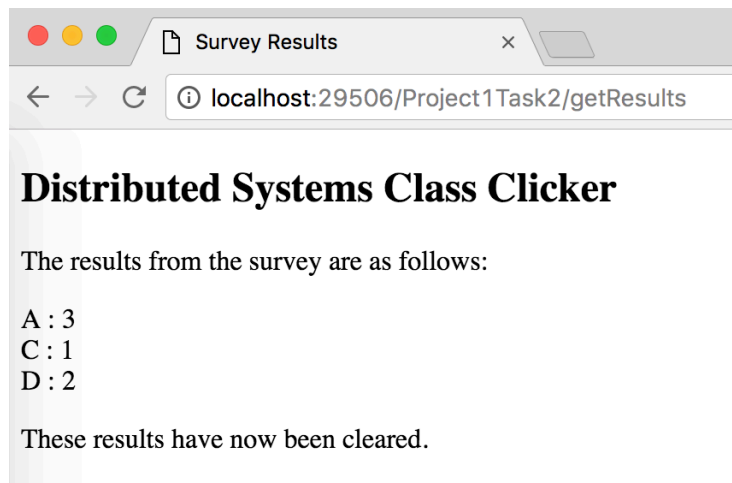 Survey Results
localhost:29506/Project1Task2/getResults
Distributed Systems Class Clicker
The results from the survey are as follows:
A : 3
C : 1
D : 2
These results have now been cleared.